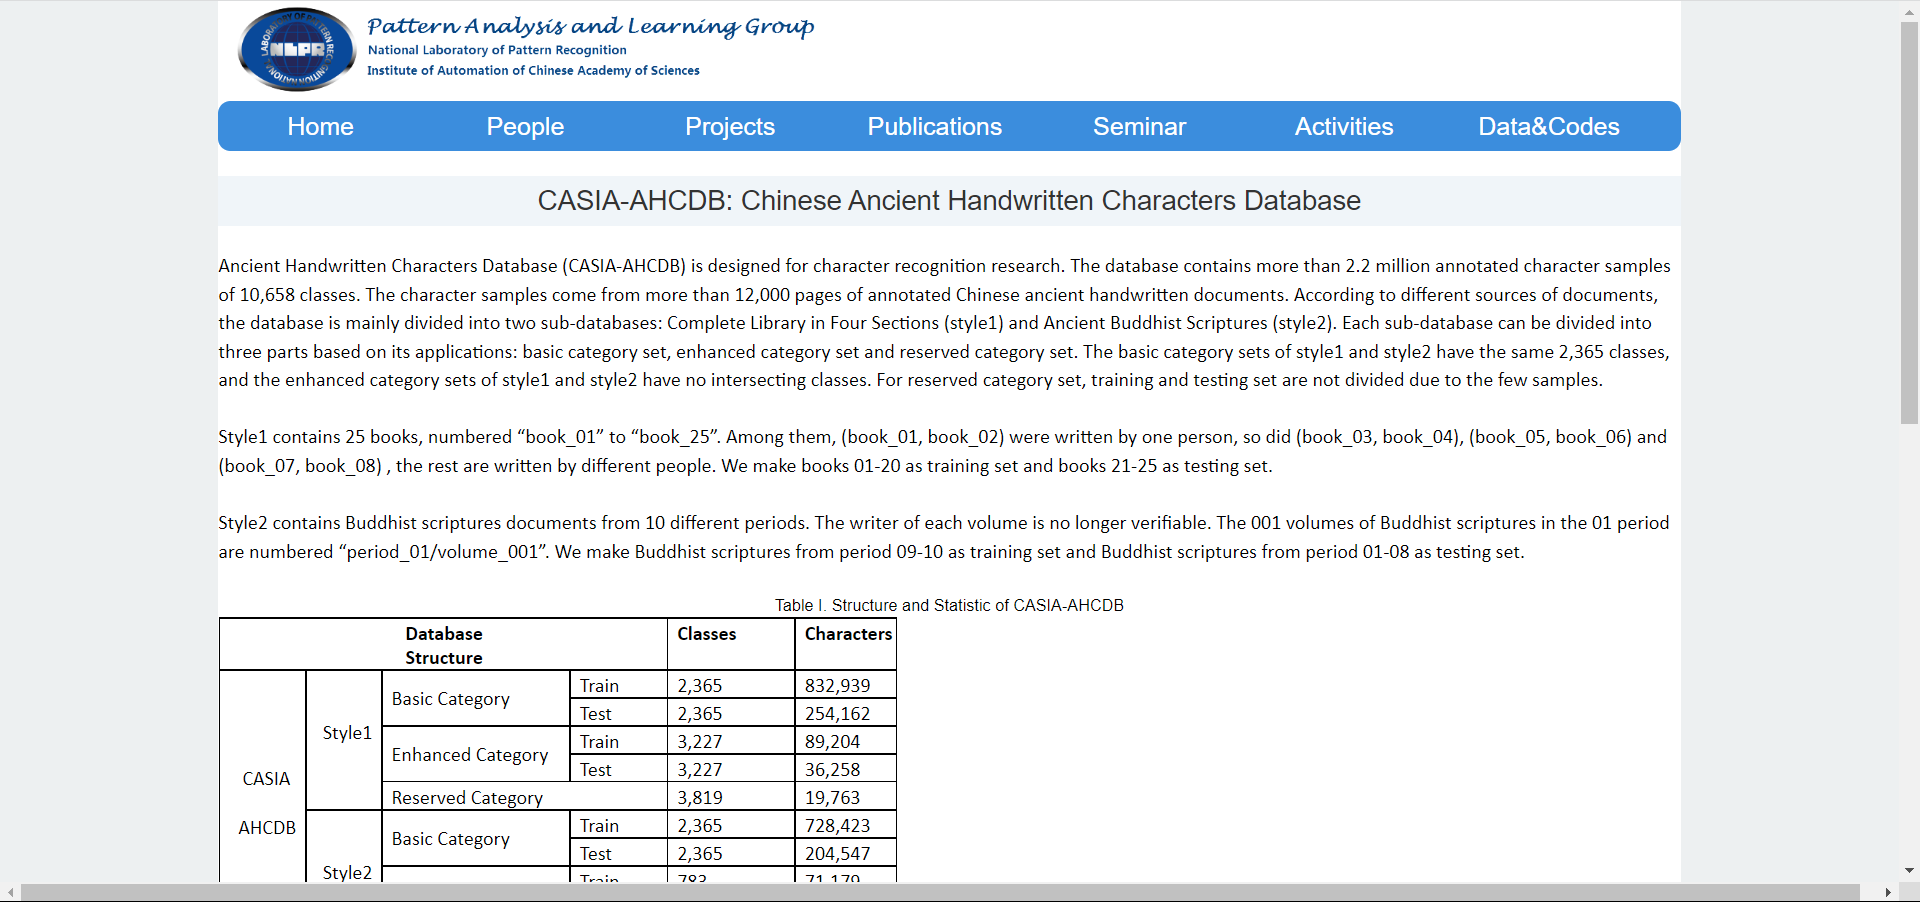 LABORATORY OF PATTERN RECOGNITION NATIONAL
NLPR
Pattern Analysis and Learning Group
National Laboratory of Pattern Recognition
Institute of Automation of Chinese Academy of Sciences
Home People Projects Publications Seminar Activities Data&Codes
CASIA-AHCDB: Chinese Ancient Handwritten Characters Database
Ancient Handwritten Characters Database (CASIA-AHCDB) is designed for character recognition research. The database contains more than 2.2 million annotated character samples
of 10,658 classes. The character samples come from more than 12,000 pages of annotated Chinese ancient handwritten documents. According to different sources of documents,
the database is mainly divided into two sub-databases: Complete Library in Four Sections (style1) and Ancient Buddhist Scriptures (style2). Each sub-database can be divided into
three parts based on its applications: basic category set, enhanced category set and reserved category set. The basic category sets of style1 and style2 have the same 2,365 classes,
and the enhanced category sets of style1 and style2 have no intersecting classes. For reserved category set, training and testing set are not divided due to the few samples.
Style1 contains 25 books, numbered “book_01” to “book_25”. Among them, (book_01, book_02) were written by one person, so did (book_03, book_04), (book_05, book_06) and
(book_07, book_08) , the rest are written by different people. We make books 01-20 as training set and books 21-25 as testing set.
Style2 contains Buddhist scriptures documents from 10 different periods. The writer of each volume is no longer verifiable. The 001 volumes of Buddhist scriptures in the 01 period
are numbered “period_01/volume_001”. We make Buddhist scriptures from period 09-10 as training set and Buddhist scriptures from period 01-08 as testing set.
Table I. Structure and Statistic of CASIA-AHCDB
Database Structure Classes Characters
CASIA AHCDB Style1 Basic Category Train 2,365 832,939
Test 2,365 254,162
Enhanced Category Train 3,227 89,204
Test 3,227 36,258
Reserved Category 3,819 19,763
Style2 Basic Category Train 2,365 728,423
Test 2,365 204,547
Train 783 71,179